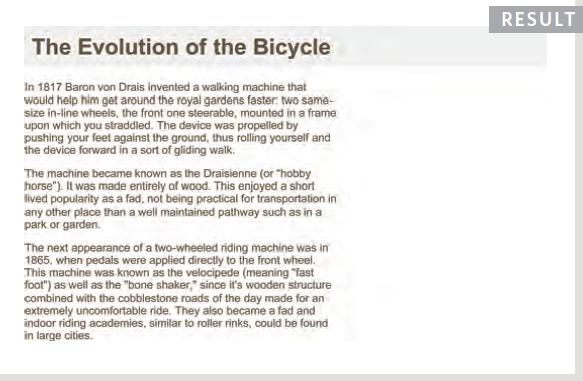 RESULT
The Evolution of the Bicycle
In 1817 Baron von Drais invented a walking machine that
would help him get around the royal gardens faster: two same-
size in-line wheels, the front one steerable, mounted in a frame
upon which you straddled. The device was propelled by
pushing your feet against the ground, thus rolling yourself and
the device forward in a sort of gliding walk.
The machine became known as the Draisienne (or "hobby
horse"). It was made entirely of wood. This enjoyed a short
lived popularity as a fad, not being practical for transportation in
any other place than a well maintained pathway such as in a
park or garden.
The next appearance of a two-wheeled riding machine was in
1865, when pedals were applied directly to the front wheel.
This machine was known as the velocipede (meaning "fast
foot") as well as the "bone shaker," since it's wooden structure
combined with the cobblestone roads of the day made for an
extremely uncomfortable ride. They also became a fad and
indoor riding academies, similar to roller rinks, could be found
in large cities.